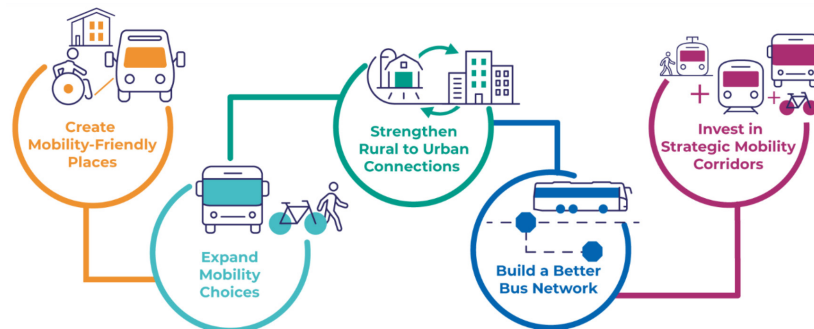 Create
Mobility-Friendly
Places
Expand
Mobility
Choices
Strengthen
Rural to Urban
Connections
Build a Better
Bus Network
Invest in
Strategic Mobility
Corridors